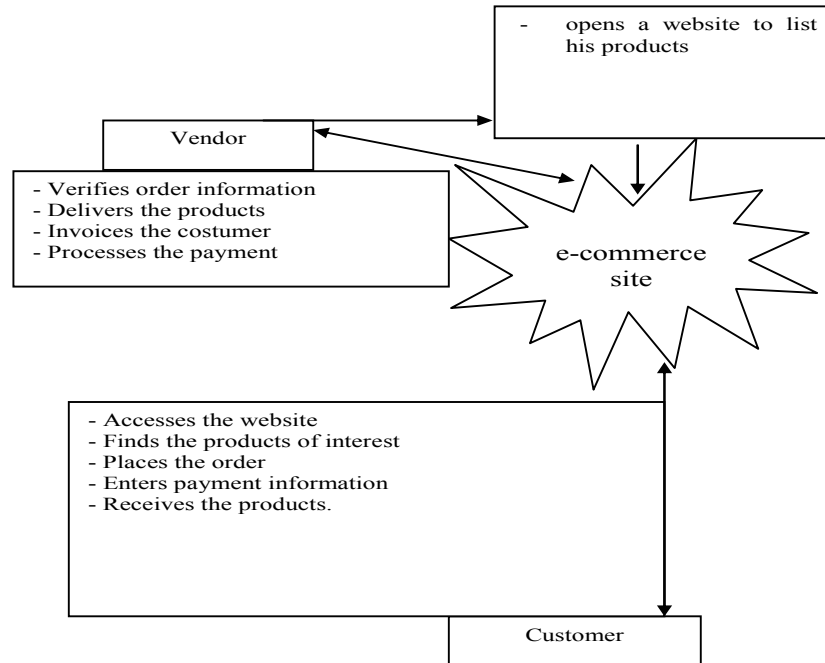 - opens a website to list
his products
Vendor
- Verifies order information
- Delivers the products
- Invoices the costumer
- Processes the payment
e-commerce
site
- Accesses the website
- Finds the products of interest
- Places the order
- Enters payment information
- Receives the products.
Customer